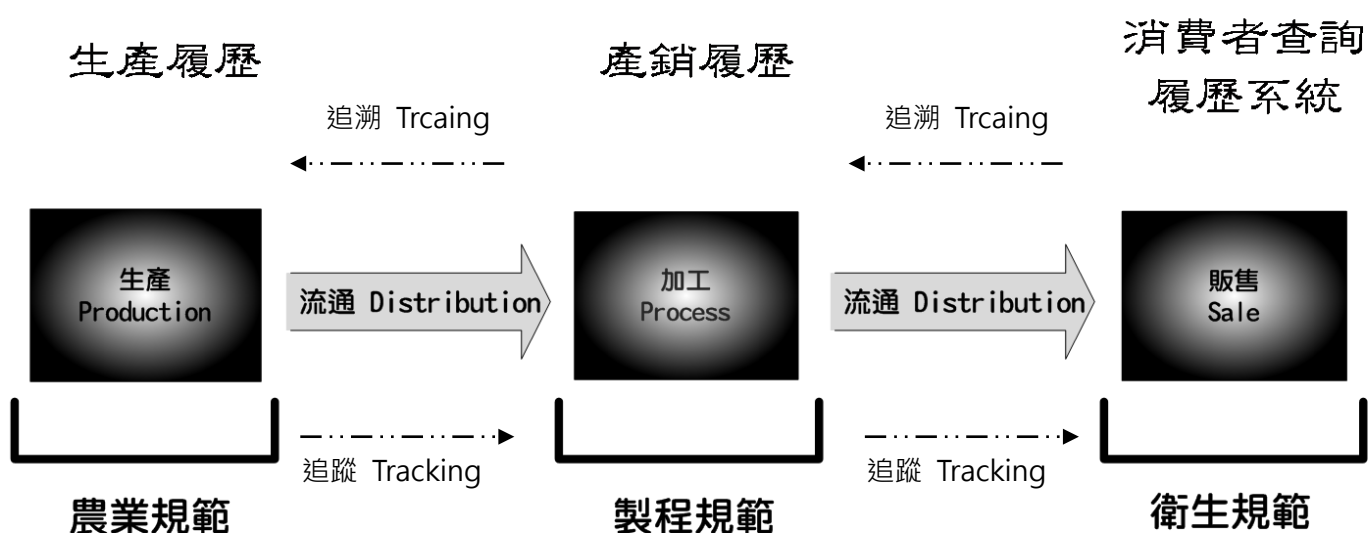 生產履歷
產銷履歷
消費者查詢
履歷系統
追溯 Trcaing
追溯 Trcaing
生產
Production
流通 Distribution
加工
Process
流通 Distribution
販售
Sale
追蹤 Tracking
追蹤 Tracking
農業規範
製程規範
衛生規範